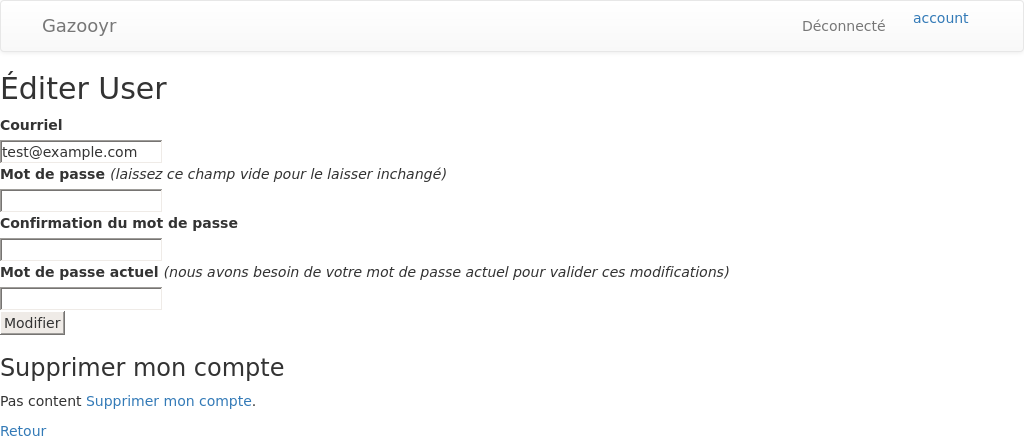 Gazooyr Déconnecté account
Éditer User
Courriel
test@example.com
Mot de passe (laissez ce champ vide pour le laisser inchangé)
Confirmation du mot de passe
Mot de passe actuel (nous avons besoin de votre mot de passe actuel pour valider ces modifications)
Modifier
Supprimer mon compte
Pas content Supprimer mon compte.
Retour